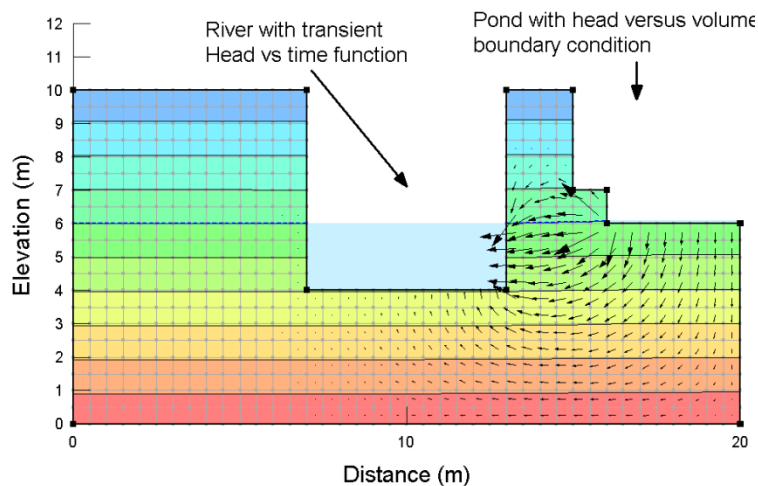 River with transient
Head vs time function
Pond with head versus volume
boundary condition
12
11
10
9
8
7
6
5
4
3
2
1
0
Elevation (m)
0
10
20
Distance (m)